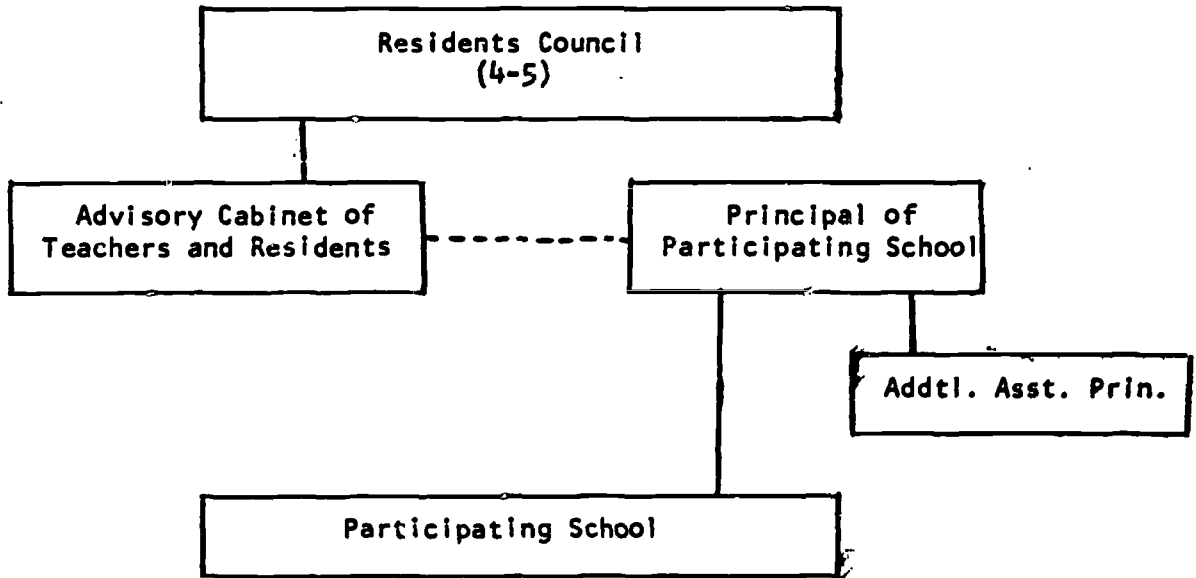 Residents Council
(4-5)
Advisory Cabinet of
Teachers and Residents
Principal of
Participating School
Addtl. Asst. Prin.
Participating School